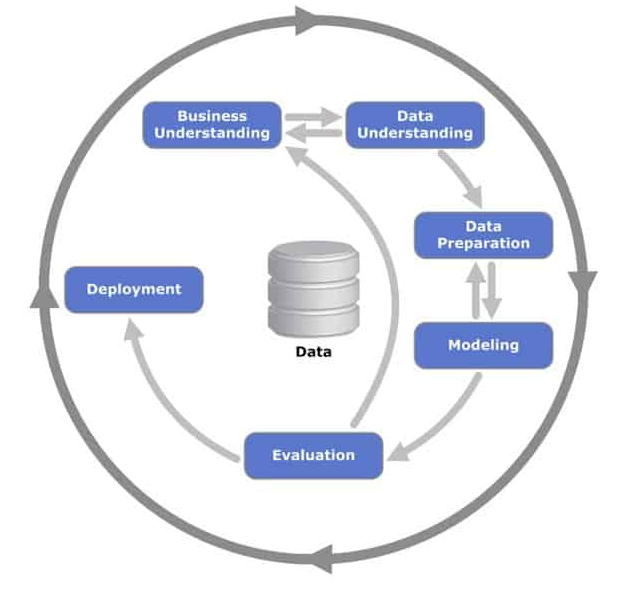 Business
Understanding
Data
Understanding
Data
Preparation
Deployment
Modeling
Data
Evaluation